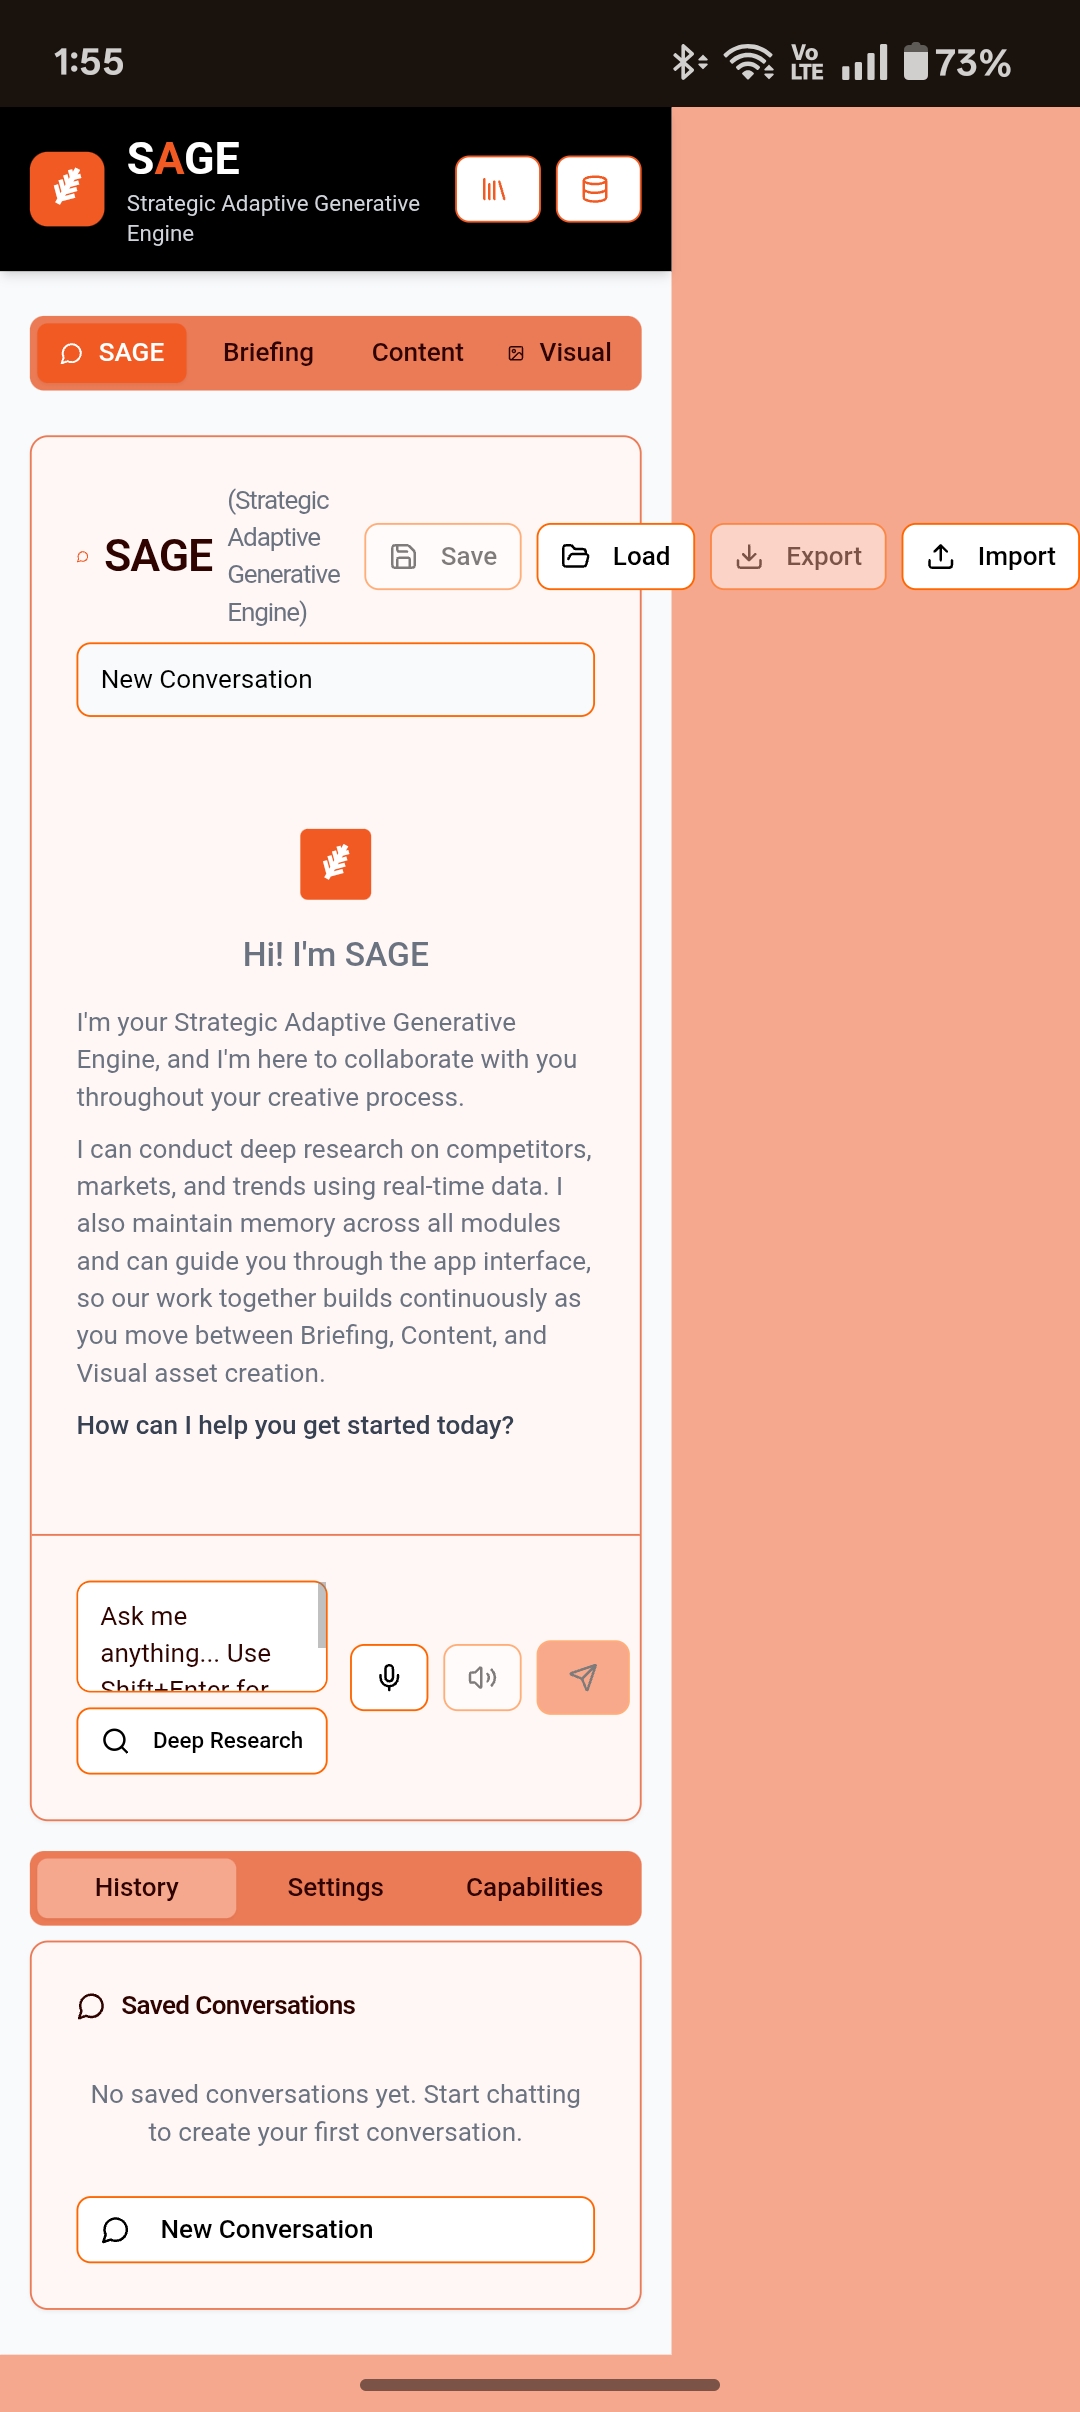 1:55
Vo
LTE
73%
SAGE
Strategic Adaptive Generative
Engine
SAGE
Briefing
Content
Visual
SAGE
(Strategic
Adaptive
Generative
Engine)
Save
Load
Export
Import
New Conversation
Hi! I'm SAGE
I'm your Strategic Adaptive Generative
Engine, and I'm here to collaborate with you
throughout your creative process.
I can conduct deep research on competitors,
markets, and trends using real-time data. I
also maintain memory across all modules
and can guide you through the app interface,
so our work together builds continuously as
you move between Briefing, Content, and
Visual asset creation.
How can I help you get started today?
Ask me
anything... Use
Shift+Enter for
Deep Research
History
Settings
Capabilities
Saved Conversations
No saved conversations yet. Start chatting
to create your first conversation.
New Conversation